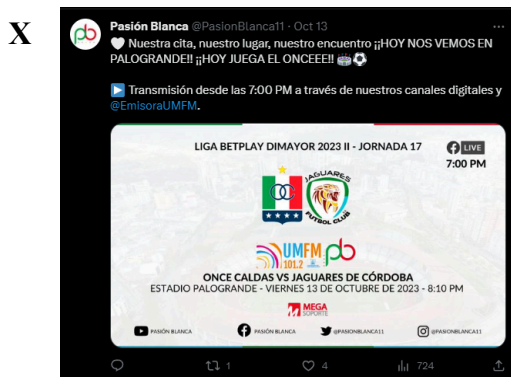 X
Pasión Blanca @PasionBlanca11 · Oct 13
🤍 Nuestra cita, nuestro lugar, nuestro encuentro ¡¡HOY NOS VEMOS EN
PALOGRANDE!! ¡¡HOY JUEGA EL ONCEEE!! 🏟️⚽
▶️ Transmisión desde las 7:00 PM a través de nuestros canales digitales y
@EmisoraUMFM.
LIGA BETPLAY DIMAYOR 2023 II - JORNADA 17
LIVE
7:00 PM
JAGUARES
FUTBOL CLUB
UMFM
101.2
pb
ONCE CALDAS VS JAGUARES DE CÓRDOBA
ESTADIO PALOGRANDE - VIERNES 13 DE OCTUBRE DE 2023 - 8:10 PM
MEGA
SOPORTE
PASIÓN BLANCA
PASIÓN BLANCA
@PASIONBLANCA11
@PASIONBLANCA11
1
4
724